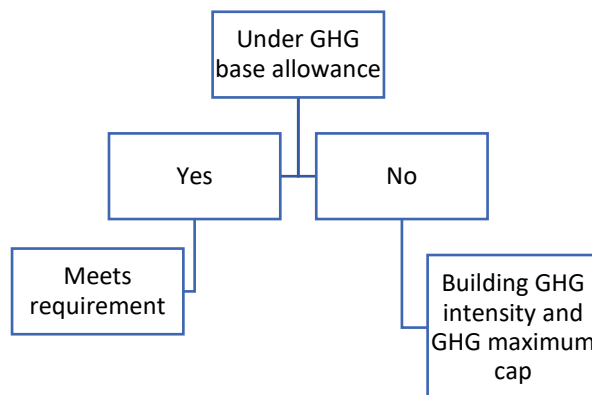 Under GHG
base allowance
Yes
No
Meets
requirement
Building GHG
intensity and
GHG maximum
cap